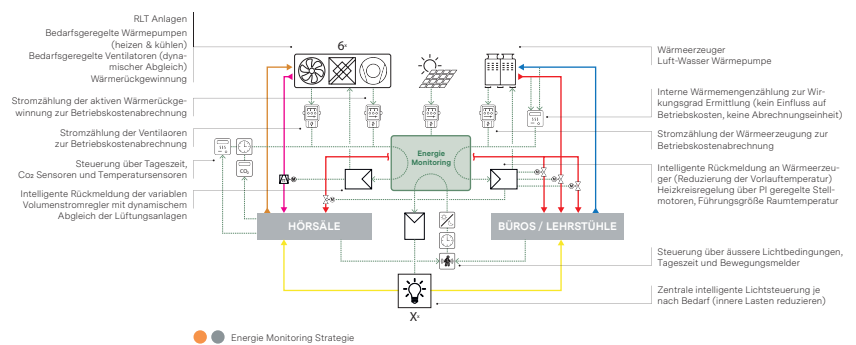 RLT Anlagen
Bedarfsgeregelte Wärmepumpen
(heizen & kühlen)
Bedarfsgeregelte Ventilatoren (dyna-
mischer Abgleich)
Wärmerückgewinnung
Stromzählung der aktiven Wärmerückge-
winnung zur Betriebskostenabrechnung
Stromzählung der Ventilaoren
zur Betriebskostenabrechnung
Steuerung über Tageszeit,
Co₂ Sensoren und Temperatursensoren
Intelligente Rückmeldung der variablen
Volumenstromregler mit dynamischem
Abgleich der Lüftungsanlagen
6ˣ
CO₂
Energie
Monitoring
HÖRSÄLE
BÜROS / LEHRSTÜHLE
Xˣ
Wärmeerzeuger
Luft-Wasser Wärmepumpe
Interne Wärmemengenzählung zur Wir-
kungsgrad Ermittlung (kein Einfluss auf
Betriebskosten, keine Abrechnungseinheit)
Stromzählung der Wärmeerzeugung zur
Betriebskostenabrechnung
Intelligente Rückmeldung an Wärmeerzeu-
ger (Reduzierung der Vorlauftemperatur)
Heizkreisregelung über PI geregelte Stell-
motoren, Führungsgröße Raumtemperatur
Steuerung über äussere Lichtbedingungen,
Tageszeit und Bewegungsmelder
Zentrale intelligente Lichtsteuerung je
nach Bedarf (innere Lasten reduzieren)
Energie Monitoring Strategie